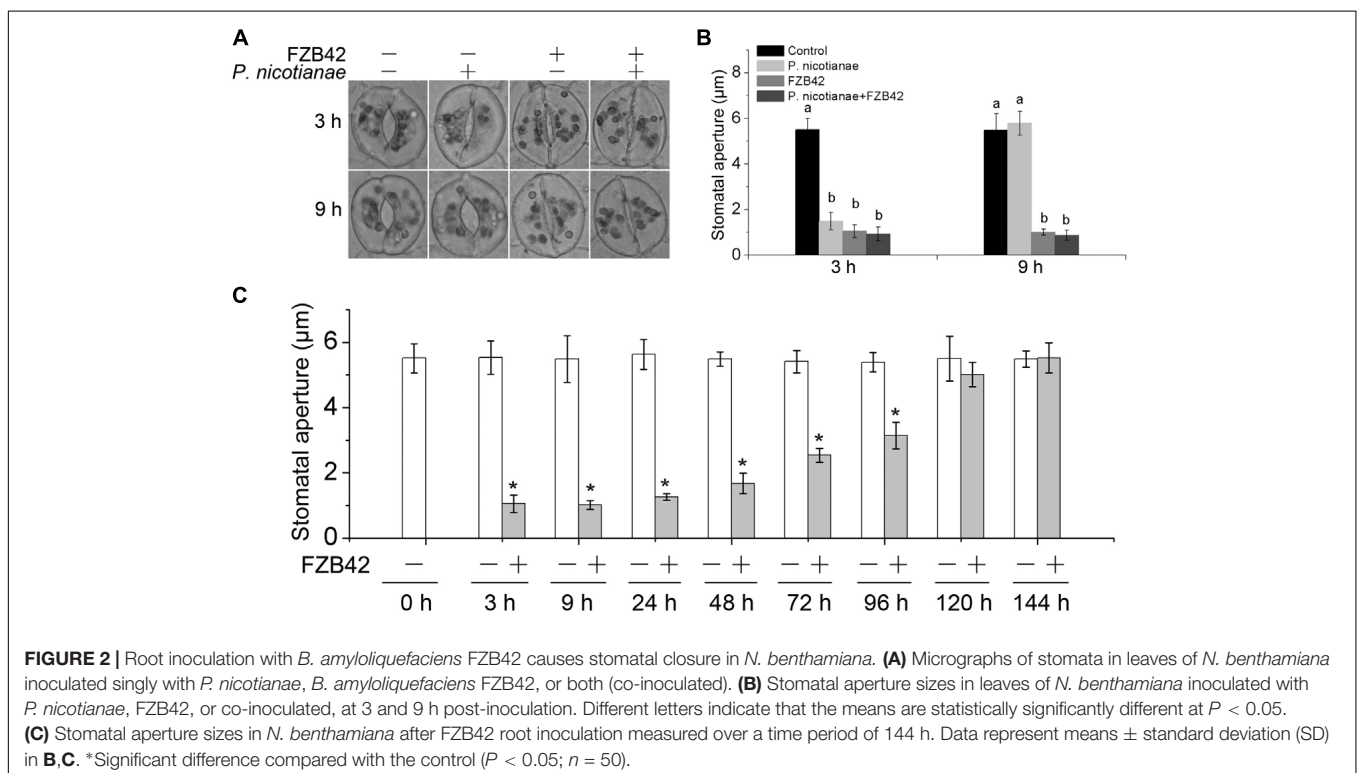 A
FZB42 – – + +
P. nicotianae – + – +
3 h
9 h
B
Stomatal aperture (µm)
8
6
4
2
0
Control
P. nicotianae
FZB42
P. nicotianae+FZB42
a b b b
a a b b
3 h 9 h
C
Stomatal aperture (µm)
6
4
2
0
* * * * * *
FZB42 – – + – + – + – + – + – + – + – +
0 h 3 h 9 h 24 h 48 h 72 h 96 h 120 h 144 h
FIGURE 2 | Root inoculation with B. amyloliquefaciens FZB42 causes stomatal closure in N. benthamiana. (A) Micrographs of stomata in leaves of N. benthamiana
inoculated singly with P. nicotianae, B. amyloliquefaciens FZB42, or both (co-inoculated). (B) Stomatal aperture sizes in leaves of N. benthamiana inoculated with
P. nicotianae, FZB42, or co-inoculated, at 3 and 9 h post-inoculation. Different letters indicate that the means are statistically significantly different at P < 0.05.
(C) Stomatal aperture sizes in N. benthamiana after FZB42 root inoculation measured over a time period of 144 h. Data represent means ± standard deviation (SD)
in B,C. *Significant difference compared with the control (P < 0.05; n = 50).